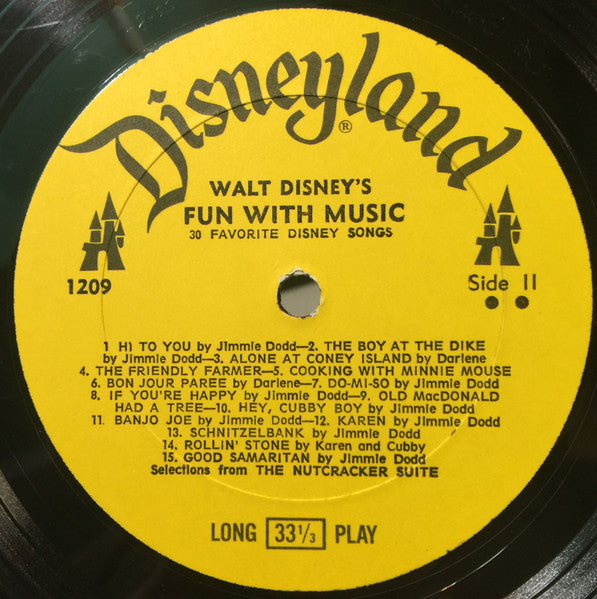 Disneyland®
WALT DISNEY'S
FUN WITH MUSIC
30 FAVORITE DISNEY SONGS
1209
Side II
1 HI TO YOU by Jimmie Dodd—2. THE BOY AT THE DIKE
by Jimmie Dodd—3. ALONE AT CONEY ISLAND by Darlene
4. THE FRIENDLY FARMER—5. COOKING WITH MINNIE MOUSE
6. BON JOUR PAREE by Darlene—7. DO-MI-SO by Jimmie Dodd
8. IF YOU'RE HAPPY by Jimmie Dodd—9. OLD MacDONALD
HAD A TREE—10. HEY, CUBBY BOY by Jimmie Dodd
11. BANJO JOE by Jimmie Dodd—12. KAREN by Jimmie Dodd
13. SCHNITZELBANK by Jimmie Dodd
14. ROLLIN' STONE by Karen and Cubby
15. GOOD SAMARITAN by Jimmie Dodd
Selections from THE NUTCRACKER SUITE
LONG 33⅓ PLAY